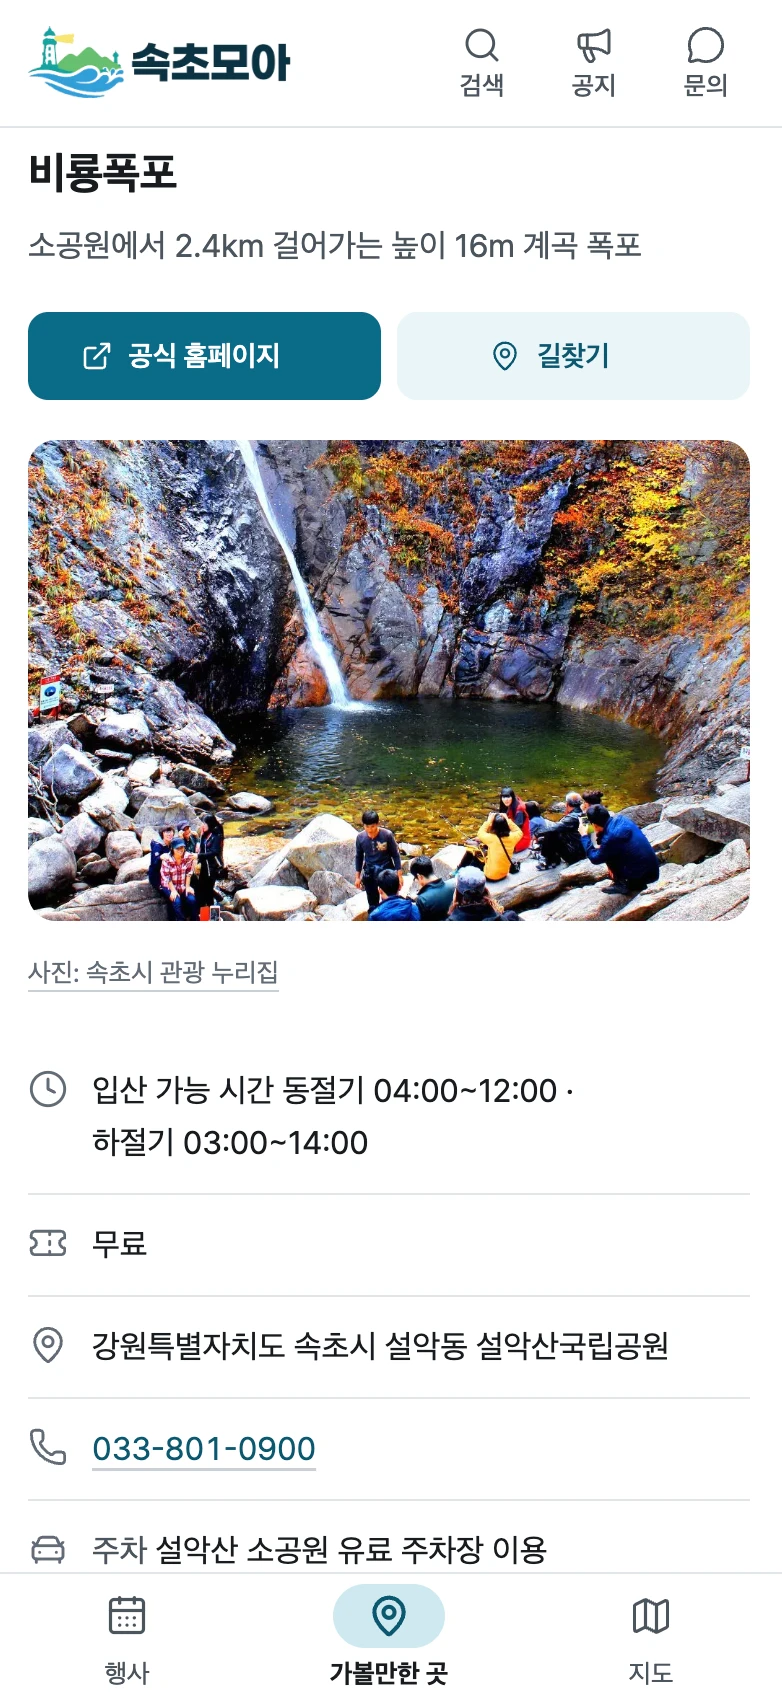 속초모아
검색
공지
문의
비룡폭포
소공원에서 2.4km 걸어가는 높이 16m 계곡 폭포
공식 홈페이지
길찾기
사진: 속초시 관광 누리집
입산 가능 시간 동절기 04:00~12:00 ·
하절기 03:00~14:00
무료
강원특별자치도 속초시 설악동 설악산국립공원
033-801-0900
주차 설악산 소공원 유료 주차장 이용
행사
가볼만한 곳
지도